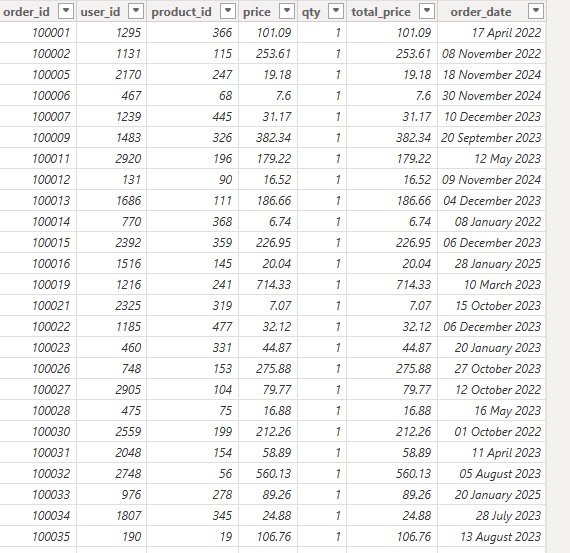 order_id user_id product_id price qty total_price order_date
100001 1295 366 101.09 1 101.09 17 April 2022
100002 1131 115 253.61 1 253.61 08 November 2022
100005 2170 247 19.18 1 19.18 18 November 2024
100006 467 68 7.6 1 7.6 30 November 2024
100007 1239 445 31.17 1 31.17 10 December 2023
100009 1483 326 382.34 1 382.34 20 September 2023
100011 2920 196 179.22 1 179.22 12 May 2023
100012 131 90 16.52 1 16.52 09 November 2024
100013 1686 111 186.66 1 186.66 04 December 2023
100014 770 368 6.74 1 6.74 08 January 2022
100015 2392 359 226.95 1 226.95 06 December 2023
100016 1516 145 20.04 1 20.04 28 January 2025
100019 1216 241 714.33 1 714.33 10 March 2023
100021 2325 319 7.07 1 7.07 15 October 2023
100022 1185 477 32.12 1 32.12 06 December 2023
100023 460 331 44.87 1 44.87 20 January 2023
100026 748 153 275.88 1 275.88 27 October 2023
100027 2905 104 79.77 1 79.77 12 October 2022
100028 475 75 16.88 1 16.88 16 May 2023
100030 2559 199 212.26 1 212.26 01 October 2022
100031 2048 154 58.89 1 58.89 11 April 2023
100032 2748 56 560.13 1 560.13 05 August 2023
100033 976 278 89.26 1 89.26 20 January 2025
100034 1807 345 24.88 1 24.88 28 July 2023
100035 190 19 106.76 1 106.76 13 August 2023